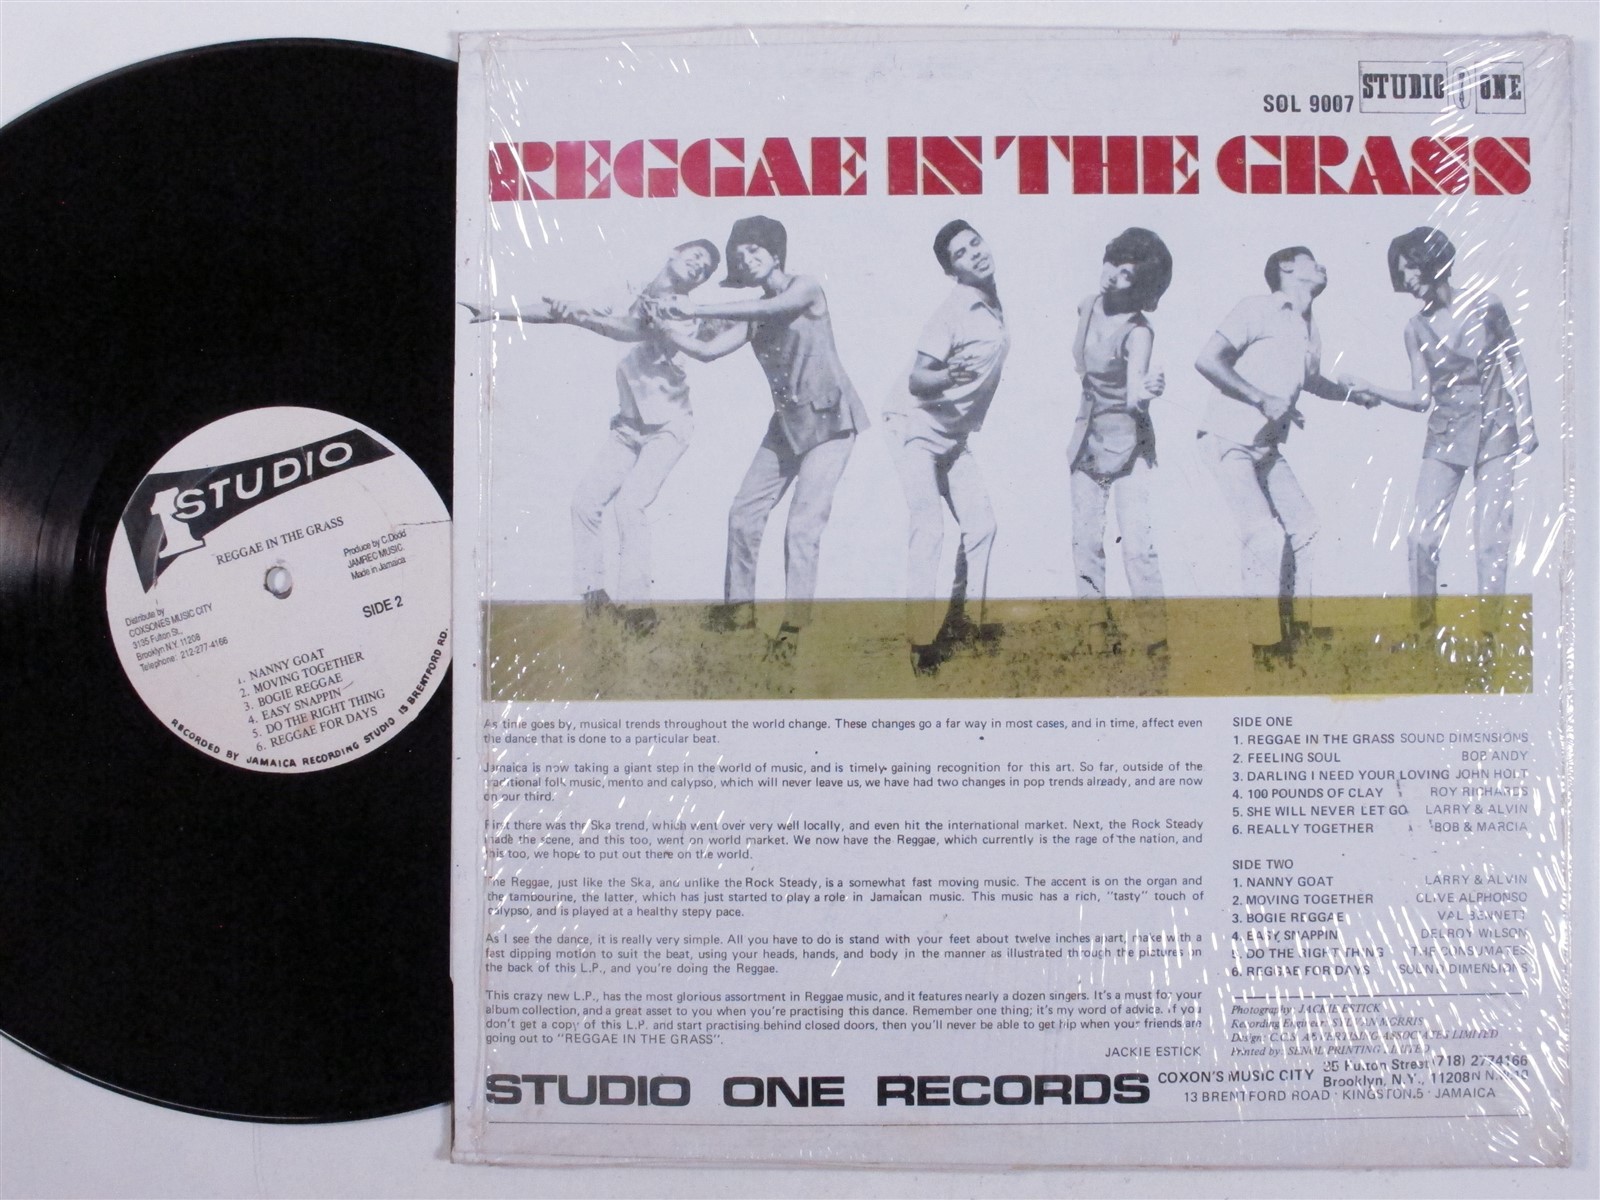 STUDIO 1
REGGAE IN THE GRASS
Produce by C. Dodd
JAMREC MUSIC
Made in Jamaica
SIDE 2
Distribute by
COXSONES MUSIC CITY
3135 Fulton St.,
Brooklyn N.Y. 11208
Telephone: 212-277-4166
1. NANNY GOAT
2. MOVING TOGETHER
3. BOGIE REGGAE
4. EASY SNAPPIN
5. DO THE RIGHT THING
6. REGGAE FOR DAYS
RECORDED BY JAMAICA RECORDING STUDIO 13 BRENTFORD RD.
SOL 9007 STUDIO ONE
REGGAE IN THE GRASS
As time goes by, musical trends throughout the world change. These changes go a far way in most cases, and in time, affect even
the dance that is done to a particular beat.
Jamaica is now taking a giant step in the world of music, and is timely gaining recognition for this art. So far, outside of the
traditional folk music, mento and calypso, which will never leave us, we have had two changes in pop trends already, and are now
on our third.
First there was the Ska trend, which went over very well locally, and even hit the international market. Next, the Rock Steady
made the scene, and this too, went on world market. We now have the Reggae, which currently is the rage of the nation, and
this too, we hope to put out there on the world.
The Reggae, just like the Ska, and unlike the Rock Steady, is a somewhat fast moving music. The accent is on the organ and
the tambourine, the latter, which has just started to play a role in Jamaican music. This music has a rich, "tasty" touch of
calypso, and is played at a healthy stepy pace.
As I see the dance, it is really very simple. All you have to do is stand with your feet about twelve inches apart, make with a
fast dipping motion to suit the beat, using your heads, hands, and body in the manner as illustrated through the pictures on
the back of this L.P., and you're doing the Reggae.
This crazy new L.P., has the most glorious assortment in Reggae music, and it features nearly a dozen singers. It's a must for your
album collection, and a great asset to you when you're practising this dance. Remember one thing; it's my word of advice. If you
don't get a copy of this L.P. and start practising behind closed doors, then you'll never be able to get hip when your friends are
going out to "REGGAE IN THE GRASS".
JACKIE ESTICK
SIDE ONE
1. REGGAE IN THE GRASS SOUND DIMENSIONS
2. FEELING SOUL BOB ANDY
3. DARLING I NEED YOUR LOVING JOHN HOLT
4. 100 POUNDS OF CLAY ROY RICHARDS
5. SHE WILL NEVER LET GO LARRY & ALVIN
6. REALLY TOGETHER BOB & MARCIA
SIDE TWO
1. NANNY GOAT LARRY & ALVIN
2. MOVING TOGETHER CLIVE ALPHONSO
3. BOGIE REGGAE VAL BENNETT
4. EASY SNAPPIN DELROY WILSON
5. DO THE RIGHT THING THE CONSUMATES
6. REGGAE FOR DAYS SOUND DIMENSIONS
Photography: JACKIE ESTICK
Recording Engineer: SYLVAN MORRIS
Design: C.C.S. ADVERTISING ASSOCIATES LIMITED
Printed by: PRINTING LIMITED
STUDIO ONE RECORDS
COXON'S MUSIC CITY 35 Fulton Street (718) 2774166
Brooklyn, N.Y., 11208
13 BRENTFORD ROAD · KINGSTON.5 · JAMAICA